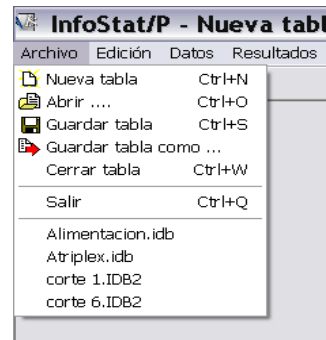 InfoStat/P - Nueva tabl
Archivo Edición Datos Resultados
Nueva tabla Ctrl+N
Abrir .... Ctrl+O
Guardar tabla Ctrl+S
Guardar tabla como ...
Cerrar tabla Ctrl+W
Salir Ctrl+Q
Alimentacion.idb
Atriplex.idb
corte 1.IDB2
corte 6.IDB2